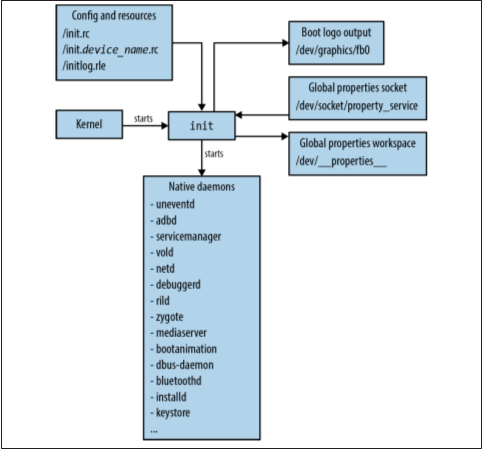 Config and resources
/init.rc
/init.device_name.rc
/initlog.rle
Boot logo output
/dev/graphics/fb0
Global properties socket
/dev/socket/property_service
Kernel
starts
init
Global properties workspace
/dev/__properties__
starts
Native daemons
- uneventd
- adbd
- servicemanager
- vold
- netd
- debuggerd
- rild
- zygote
- mediaserver
- bootanimation
- dbus-daemon
- bluetoothd
- installd
- keystore
...